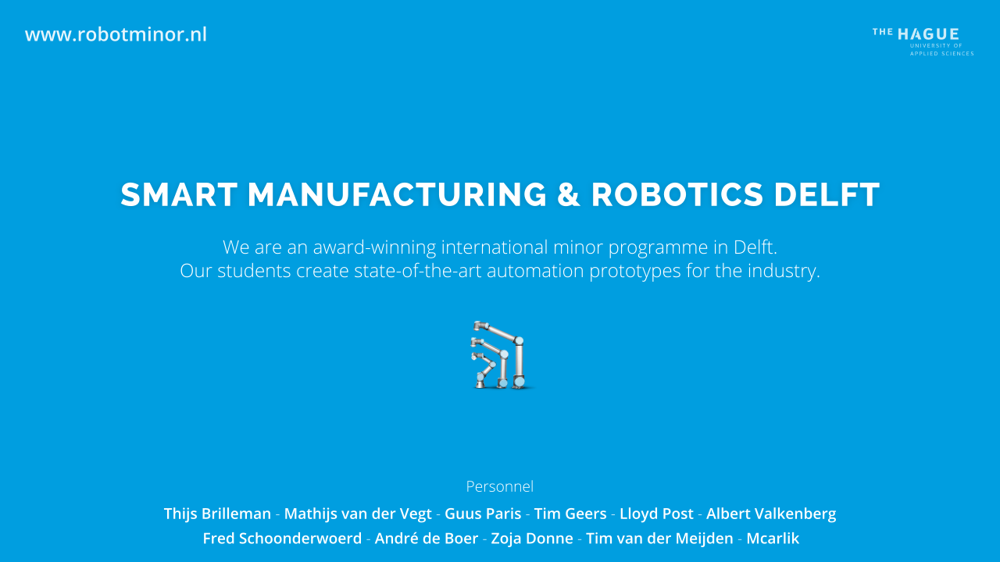 www.robotminor.nl
THE HAGUE
UNIVERSITY OF
APPLIED SCIENCES
SMART MANUFACTURING & ROBOTICS DELFT
We are an award-winning international minor programme in Delft.
Our students create state-of-the-art automation prototypes for the industry.
Personnel
Thijs Brilleman - Mathijs van der Vegt - Guus Paris - Tim Geers - Lloyd Post - Albert Valkenberg
Fred Schoonderwoerd - André de Boer - Zoja Donne - Tim van der Meijden - Mcarlik